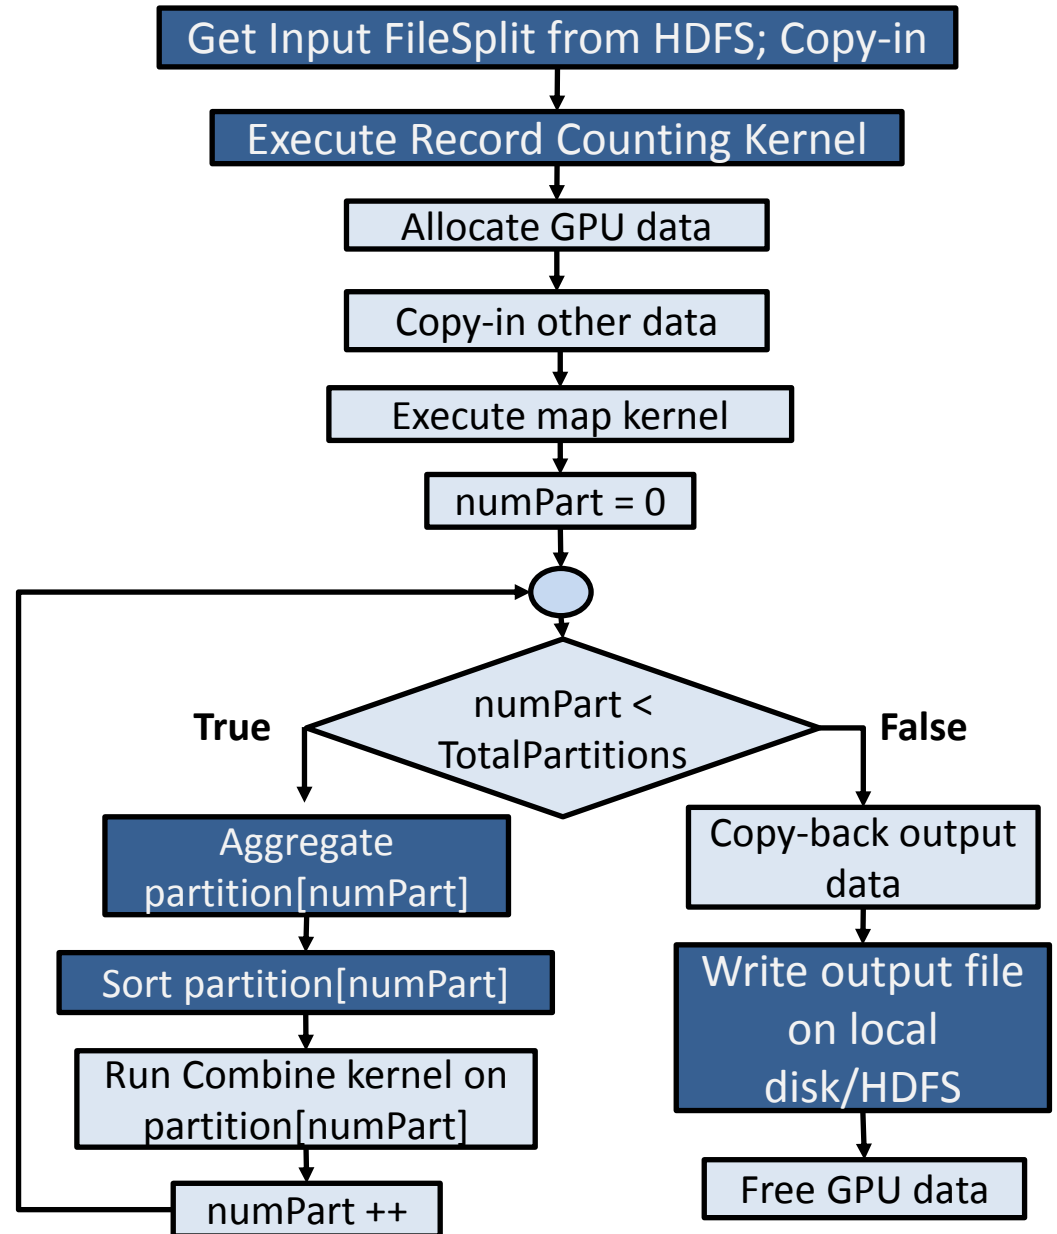 Get Input FileSplit from HDFS; Copy-in
Execute Record Counting Kernel
Allocate GPU data
Copy-in other data
Execute map kernel
numPart = 0
numPart <
TotalPartitions
True
False
Aggregate
partition[numPart]
Sort partition[numPart]
Run Combine kernel on
partition[numPart]
numPart ++
Copy-back output
data
Write output file
on local
disk/HDFS
Free GPU data